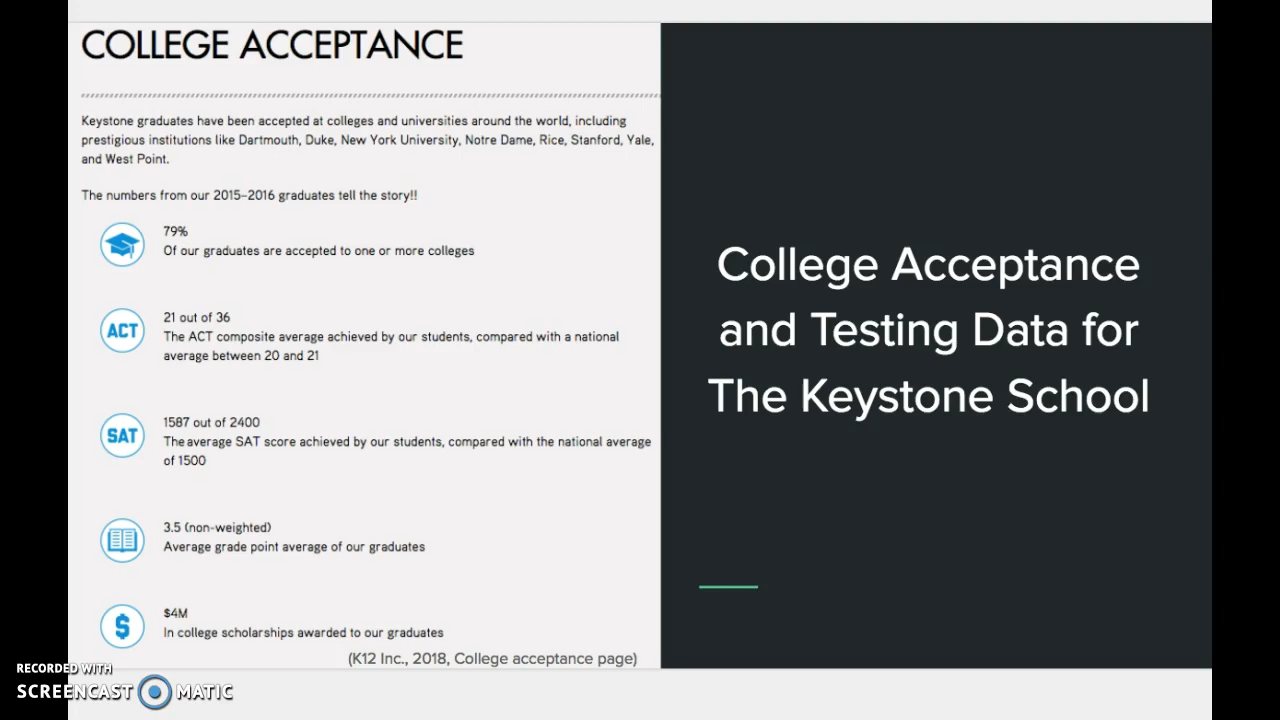 COLLEGE ACCEPTANCE
Keystone graduates have been accepted at colleges and universities around the world, including
prestigious institutions like Dartmouth, Duke, New York University, Notre Dame, Rice, Stanford, Yale,
and West Point.
The numbers from our 2015–2016 graduates tell the story!!
79%
Of our graduates are accepted to one or more colleges
ACT
21 out of 36
The ACT composite average achieved by our students, compared with a national
average between 20 and 21
SAT
1587 out of 2400
The average SAT score achieved by our students, compared with the national average
of 1500
3.5 (non-weighted)
Average grade point average of our graduates
$
$4M
In college scholarships awarded to our graduates
(K12 Inc., 2018, College acceptance page)
College Acceptance
and Testing Data for
The Keystone School
RECORDED WITH
SCREENCAST MATIC